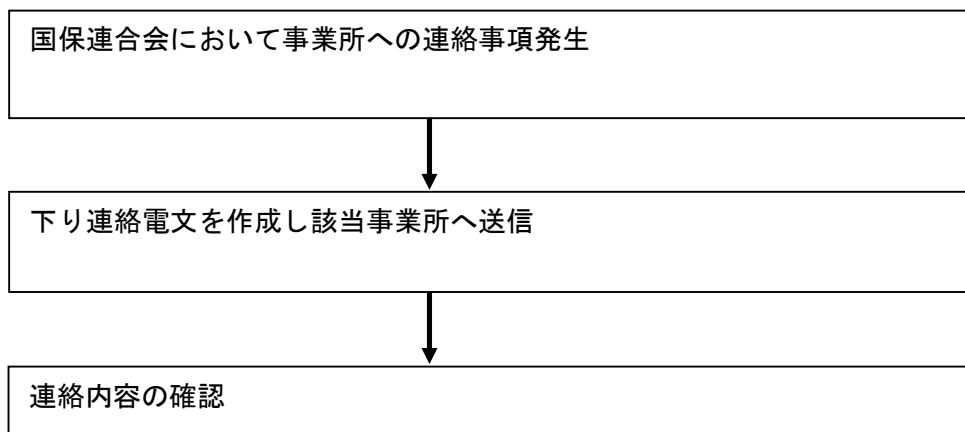 国保連合会において事業所への連絡事項発生
下り連絡電文を作成し該当事業所へ送信
連絡内容の確認